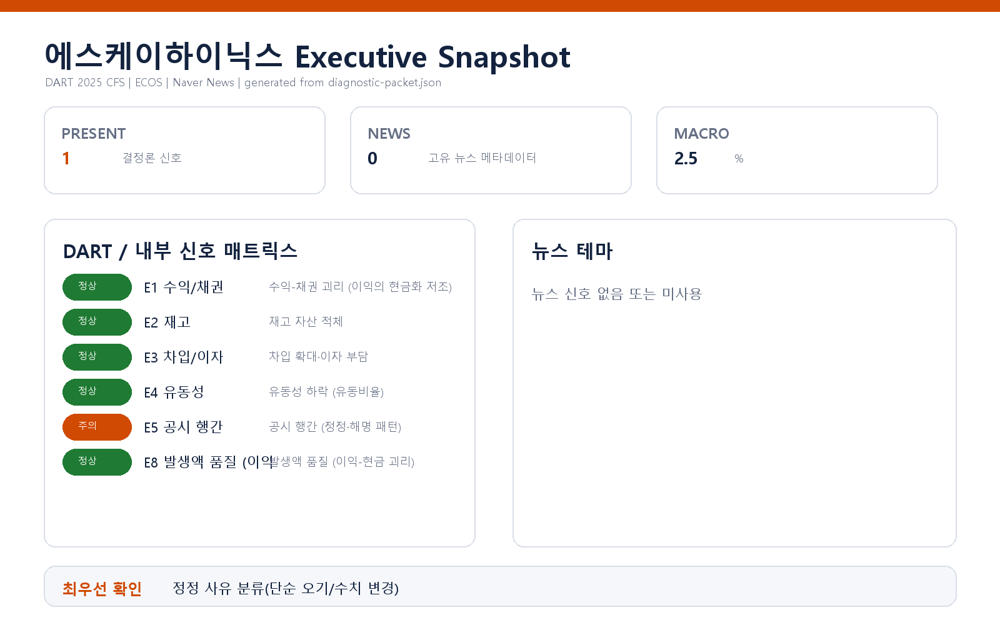 에스케이하이닉스 Executive Snapshot
DART 2025 CFS | ECOS | Naver News | generated from diagnostic-packet.json
PRESENT
1 결정론 신호
NEWS
0 고유 뉴스 메타데이터
MACRO
2.5 %
DART / 내부 신호 매트릭스
정상 E1 수익/채권 수익-채권 괴리 (이익의 현금화 저조)
정상 E2 재고 재고 자산 적체
정상 E3 차입/이자 차입 확대·이자 부담
정상 E4 유동성 유동성 하락 (유동비율)
주의 E5 공시 행간 공시 행간 (정정·해명 패턴)
정상 E8 발생액 품질 (이익 발생액 품질 (이익-현금 괴리)
뉴스 테마
뉴스 신호 없음 또는 미사용
최우선 확인 정정 사유 분류(단순 오기/수치 변경)